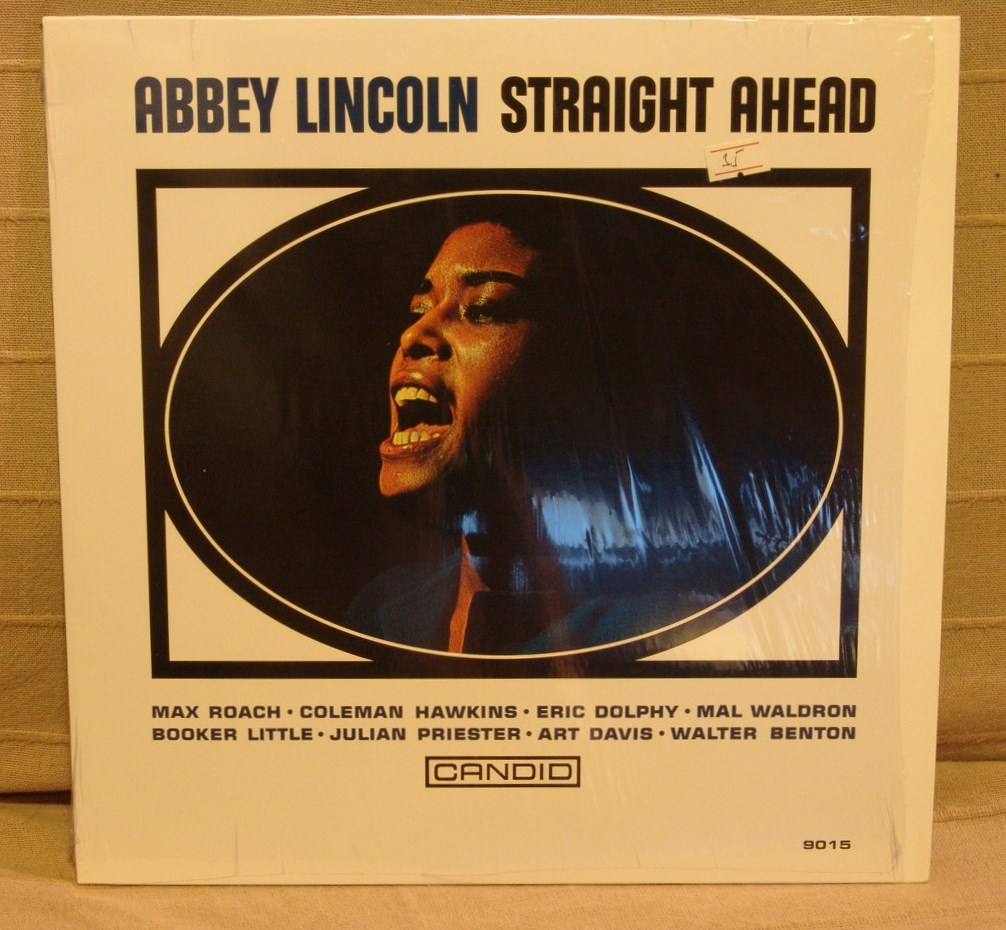 ABBEY LINCOLN STRAIGHT AHEAD
15
MAX ROACH · COLEMAN HAWKINS · ERIC DOLPHY · MAL WALDRON
BOOKER LITTLE · JULIAN PRIESTER · ART DAVIS · WALTER BENTON
CANDID
9015